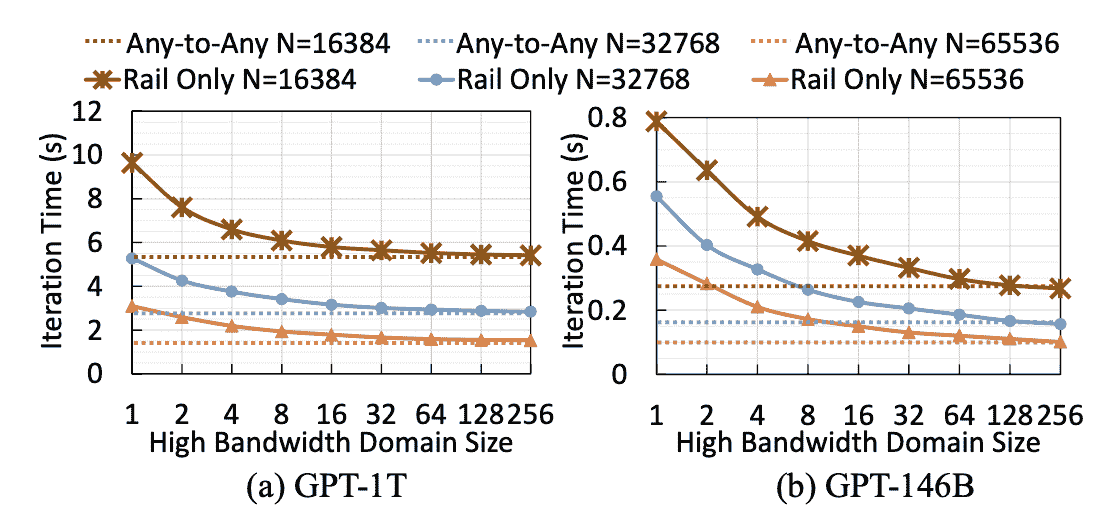 Any-to-Any N=16384 Any-to-Any N=32768 Any-to-Any N=65536
Rail Only N=16384 Rail Only N=32768 Rail Only N=65536
Iteration Time (s)
12
10
8
6
4
2
0
1 2 4 8 16 32 64 128 256
High Bandwidth Domain Size
(a) GPT-1T
Iteration Time (s)
0.8
0.6
0.4
0.2
0
1 2 4 8 16 32 64 128 256
High Bandwidth Domain Size
(b) GPT-146B